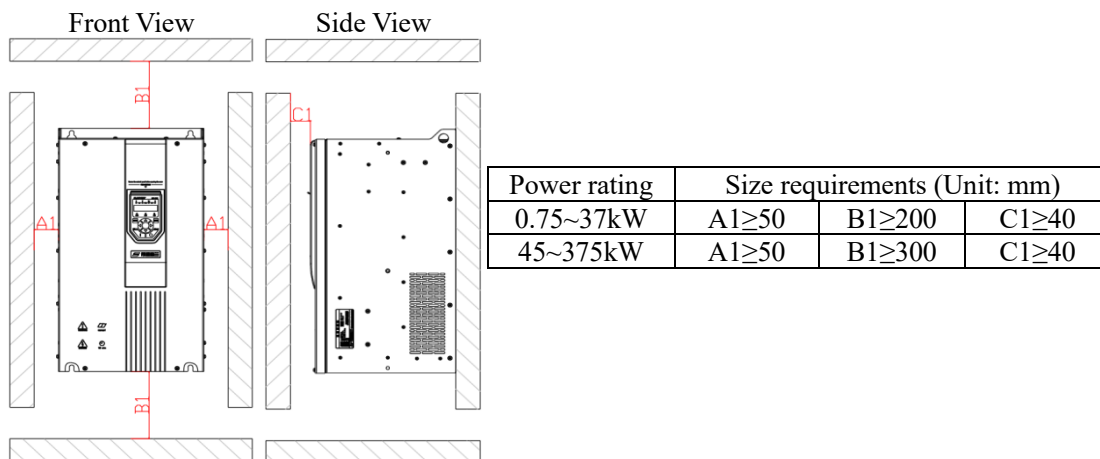 Front View
Side View
B1
C1
A1
A1
B1
Power rating Size requirements (Unit: mm)
0.75~37kW A1≥50 B1≥200 C1≥40
45~375kW A1≥50 B1≥300 C1≥40